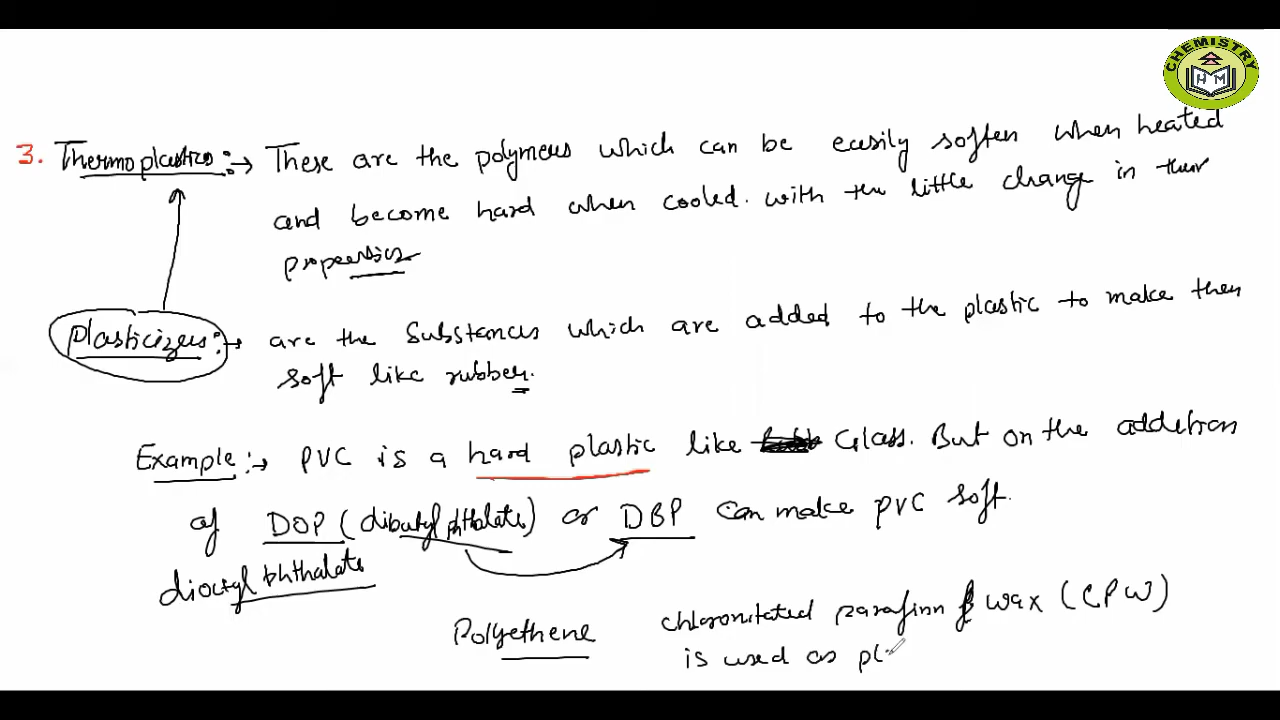 CHEMISTRY
H M
3. Thermoplastics :→ These are the polymers which can be easily soften when heated
and become hard when cooled. with the little change in their
properties
Plasticizers :→ are the substances which are added to the plastic to make them
soft like rubber.
Example :→ PVC is a hard plastic like Glass. But on the addetion
of DOP (dibutyl phthalate) or DBP can make PVC soft.
dioctyl phthalate
Polyethene chloronitated paraffin wax (CPW)
is used as pl